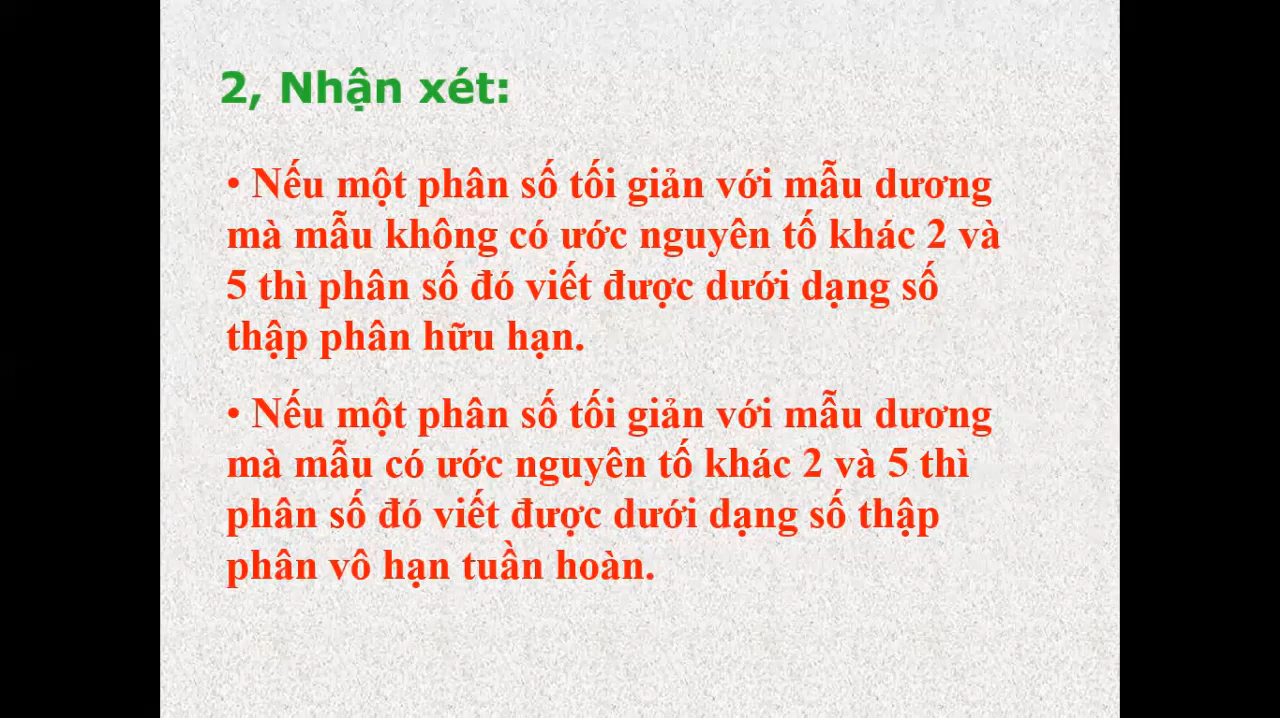 2, Nhận xét:
• Nếu một phân số tối giản với mẫu dương
mà mẫu không có ước nguyên tố khác 2 và
5 thì phân số đó viết được dưới dạng số
thập phân hữu hạn.
• Nếu một phân số tối giản với mẫu dương
mà mẫu có ước nguyên tố khác 2 và 5 thì
phân số đó viết được dưới dạng số thập
phân vô hạn tuần hoàn.